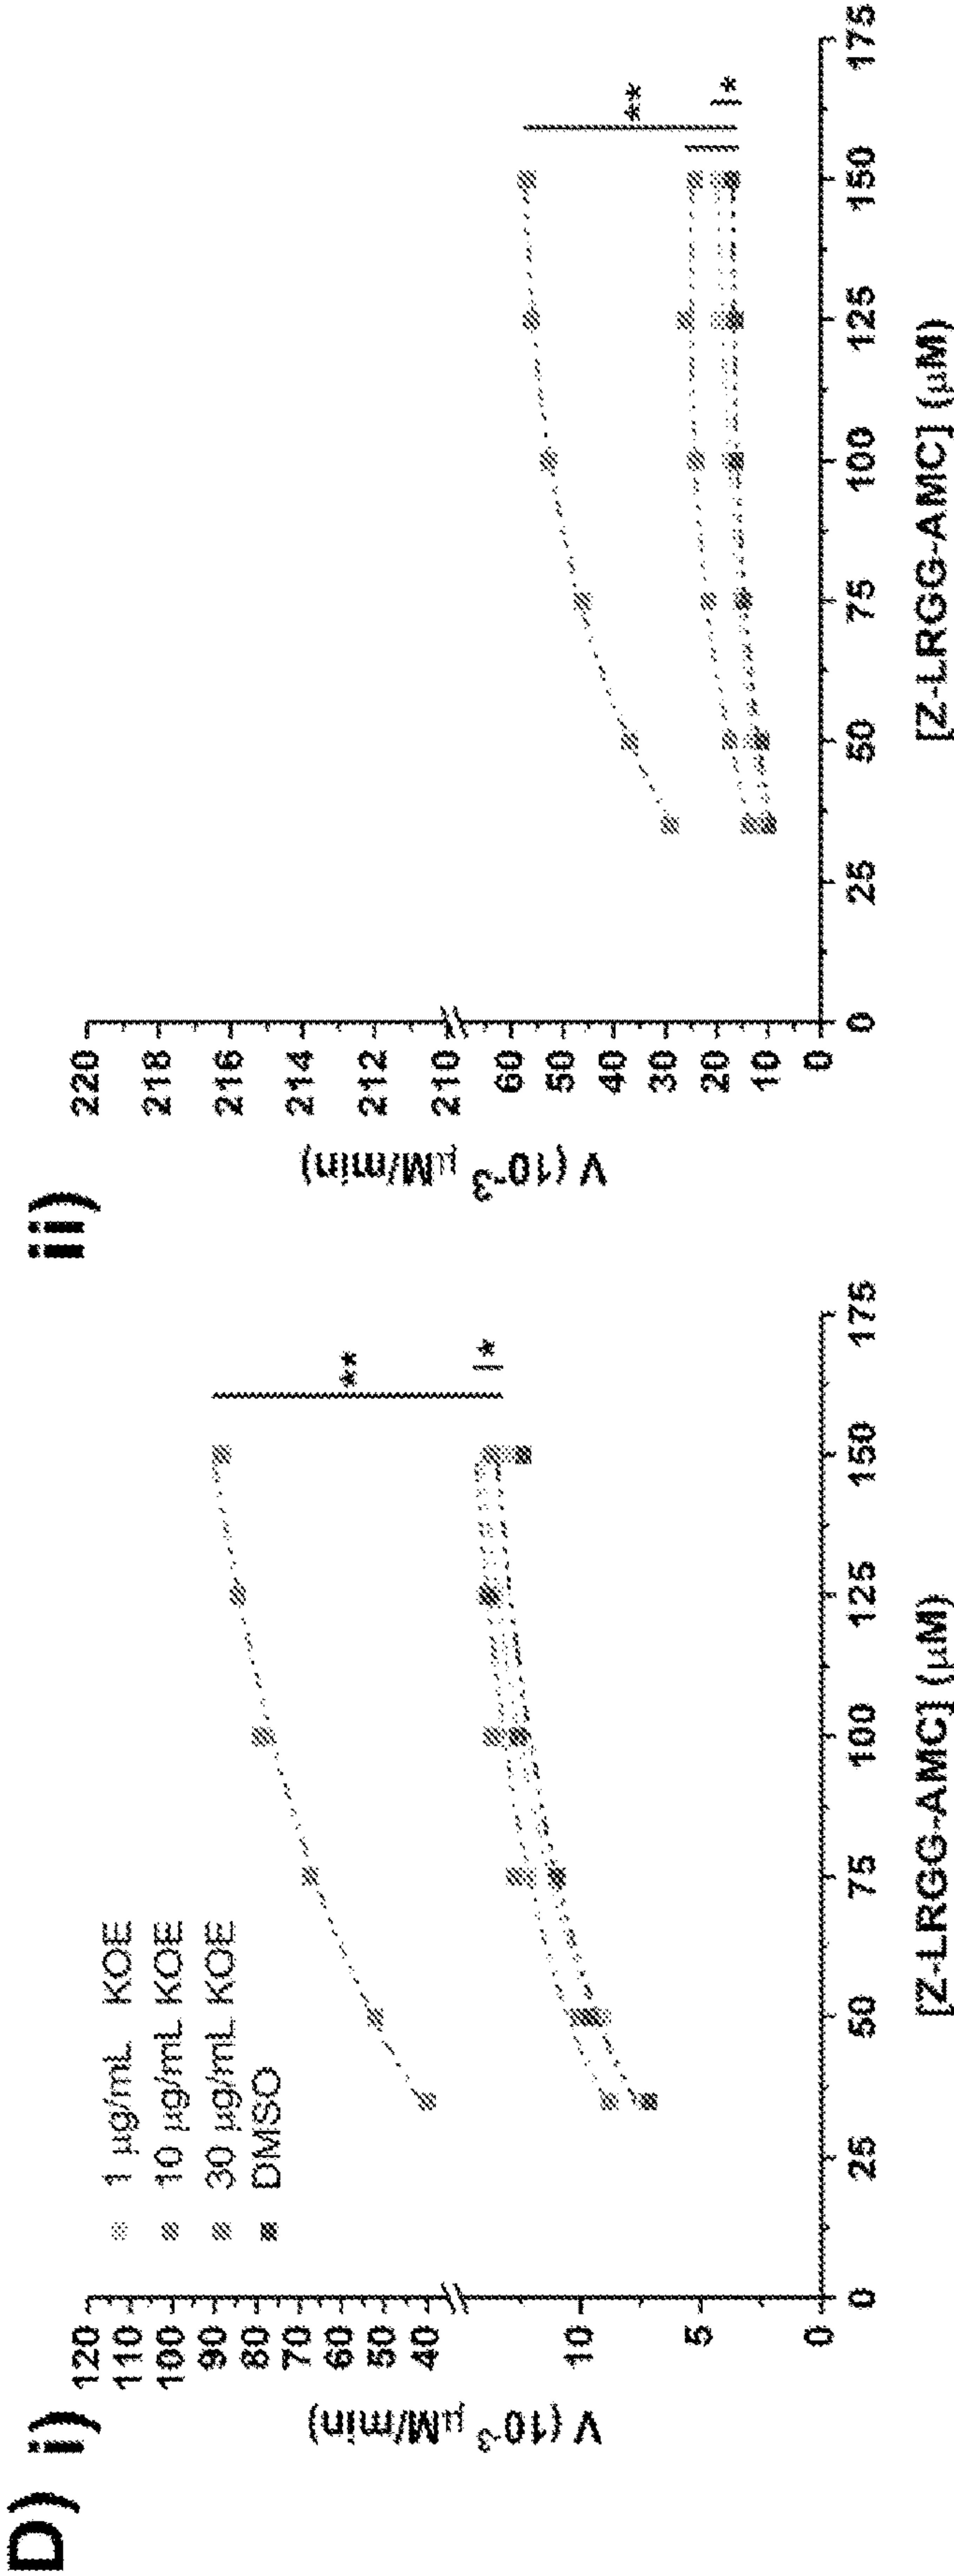 D) i)
V (10-3 µM/min)
120
110
100
90
80
70
60
50
40
10
5
0
1 µg/mL KOE
10 µg/mL KOE
30 µg/mL KOE
DMSO
**
*
0 25 50 75 100 125 150 175
[Z-LRGG-AMC] (µM)
ii)
V (10-3 µM/min)
220
218
216
214
212
210
60
50
40
30
20
10
0
**
*
0 25 50 75 100 125 150 175
[Z-LRGG-AMC] (µM)